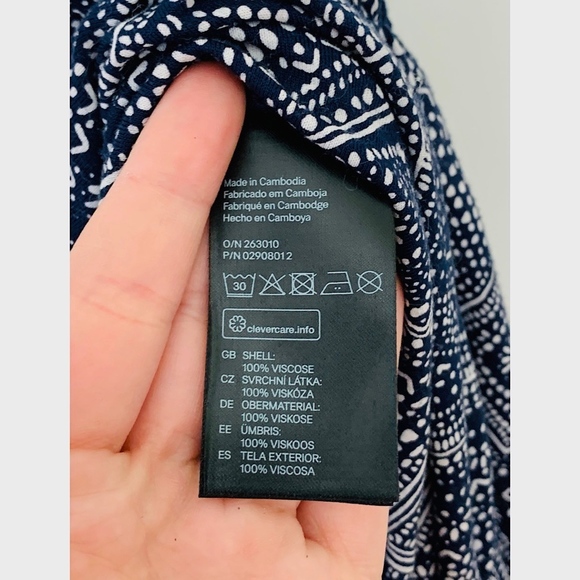 Made in Cambodia
Fabricado em Camboja
Fabriqué en Cambodge
Hecho en Camboya
O/N 263010
P/N 02908012
30
clevercare.info
GB SHELL:
100% VISCOSE
CZ SVRCHNÍ LÁTKA:
100% VISKÓZA
DE OBERMATERIAL:
100% VISKOSE
EE ÜMBRIS:
100% VISKOOS
ES TELA EXTERIOR:
100% VISCOSA